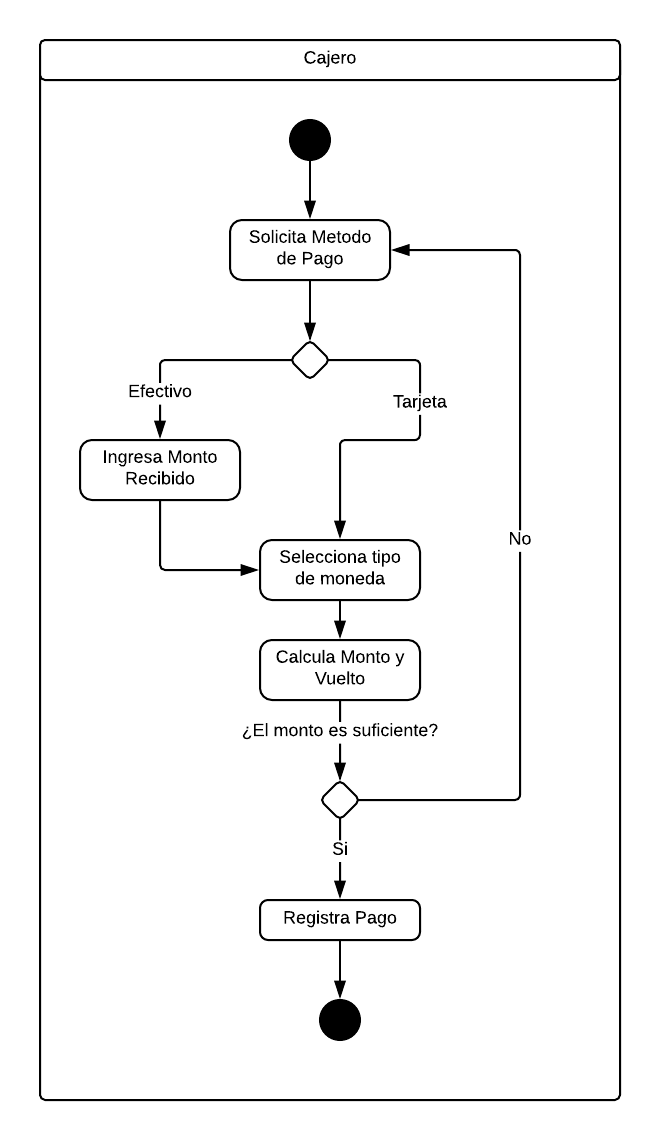 Cajero
Solicita Metodo
de Pago
Efectivo
Tarjeta
Ingresa Monto
Recibido
No
Selecciona tipo
de moneda
Calcula Monto y
Vuelto
¿El monto es suficiente?
Si
Registra Pago